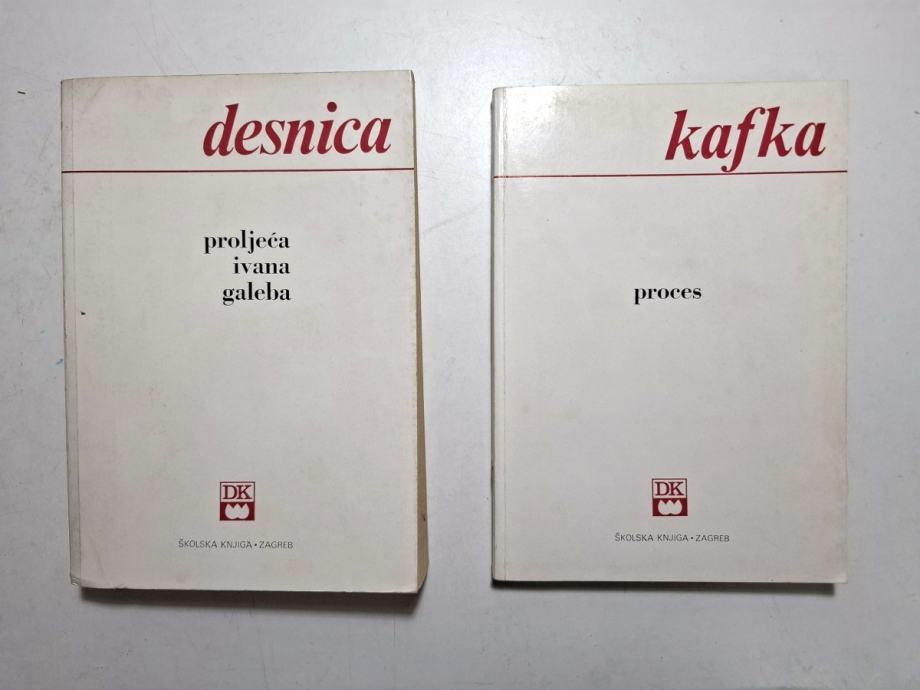 desnica
proljeća
ivana
galeba
DK
ŠKOLSKA KNJIGA • ZAGREB
kafka
proces
DK
ŠKOLSKA KNJIGA • ZAGREB